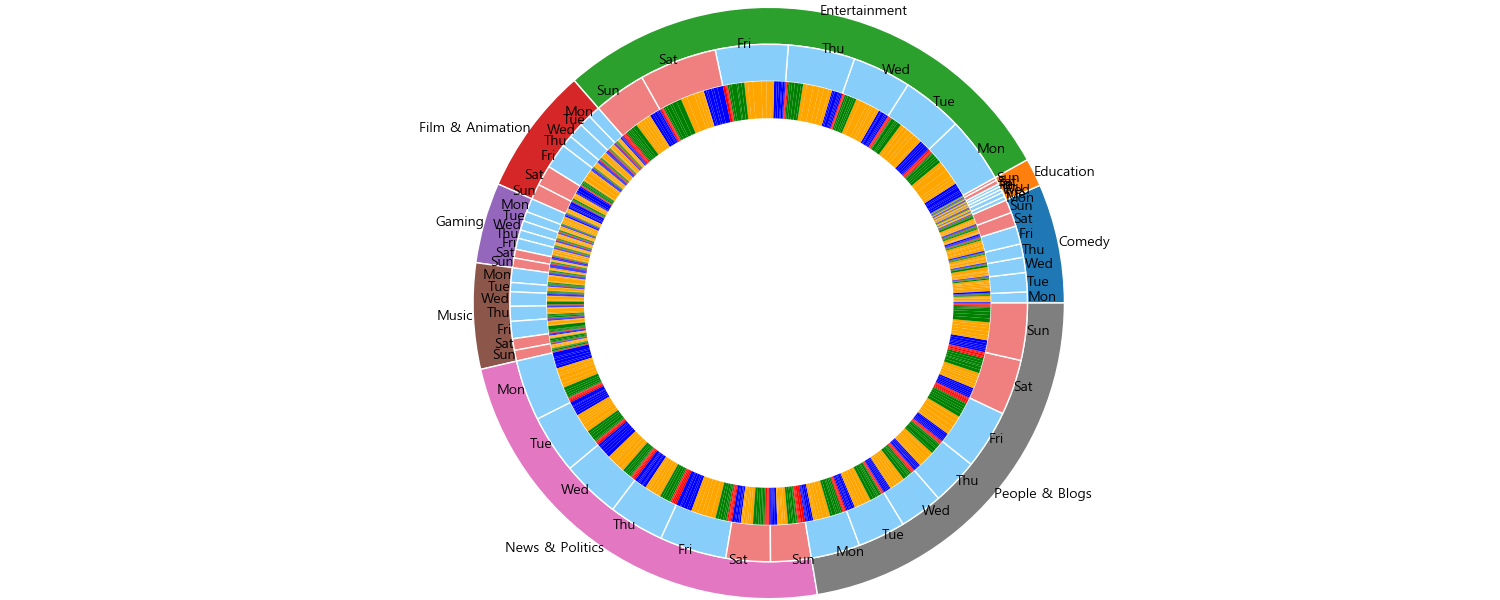 Entertainment
Fri
Thu
Sat
Wed
Sun
Tue
Mon
Tue
Wed
Thu
Fri
Sat
Sun
Film & Animation
Mon
Education
Sun
Wed
Mon
Sun
Sat
Fri
Thu
Wed
Tue
Mon
Comedy
Gaming
Mon
Tue
Wed
Thu
Fri
Sat
Sun
Music
Mon
Tue
Wed
Thu
Fri
Sat
Sun
News & Politics
Mon
Tue
Wed
Thu
Fri
Sat
Sun
People & Blogs
Mon
Tue
Wed
Thu
Fri
Sat
Sun